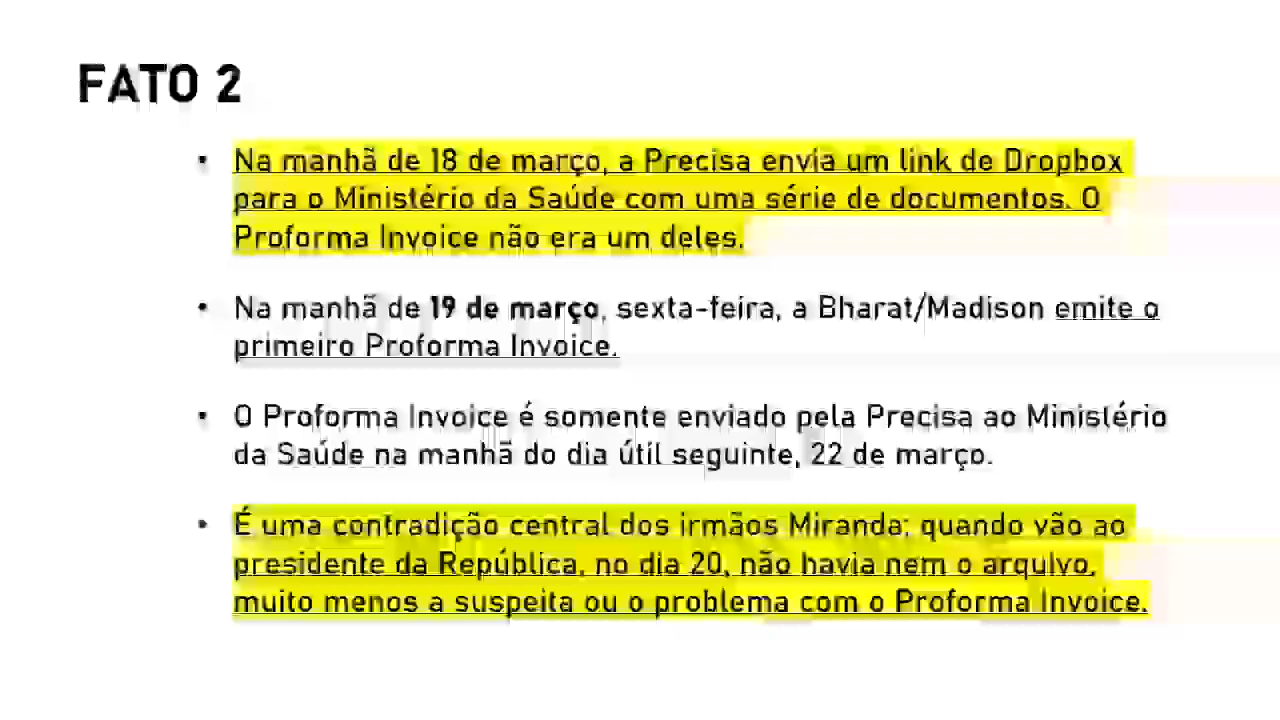 FATO 2
• Na manhã de 18 de março, a Precisa envia um link de Dropbox
para o Ministério da Saúde com uma série de documentos. O
Proforma Invoice não era um deles.
• Na manhã de 19 de março, sexta-feira, a Bharat/Madison emite o
primeiro Proforma Invoice.
• O Proforma Invoice é somente enviado pela Precisa ao Ministério
da Saúde na manhã do dia útil seguinte, 22 de março.
• É uma contradição central dos irmãos Miranda; quando vão ao
presidente da República, no dia 20, não havia nem o arquivo,
muito menos a suspeita ou o problema com o Proforma Invoice.